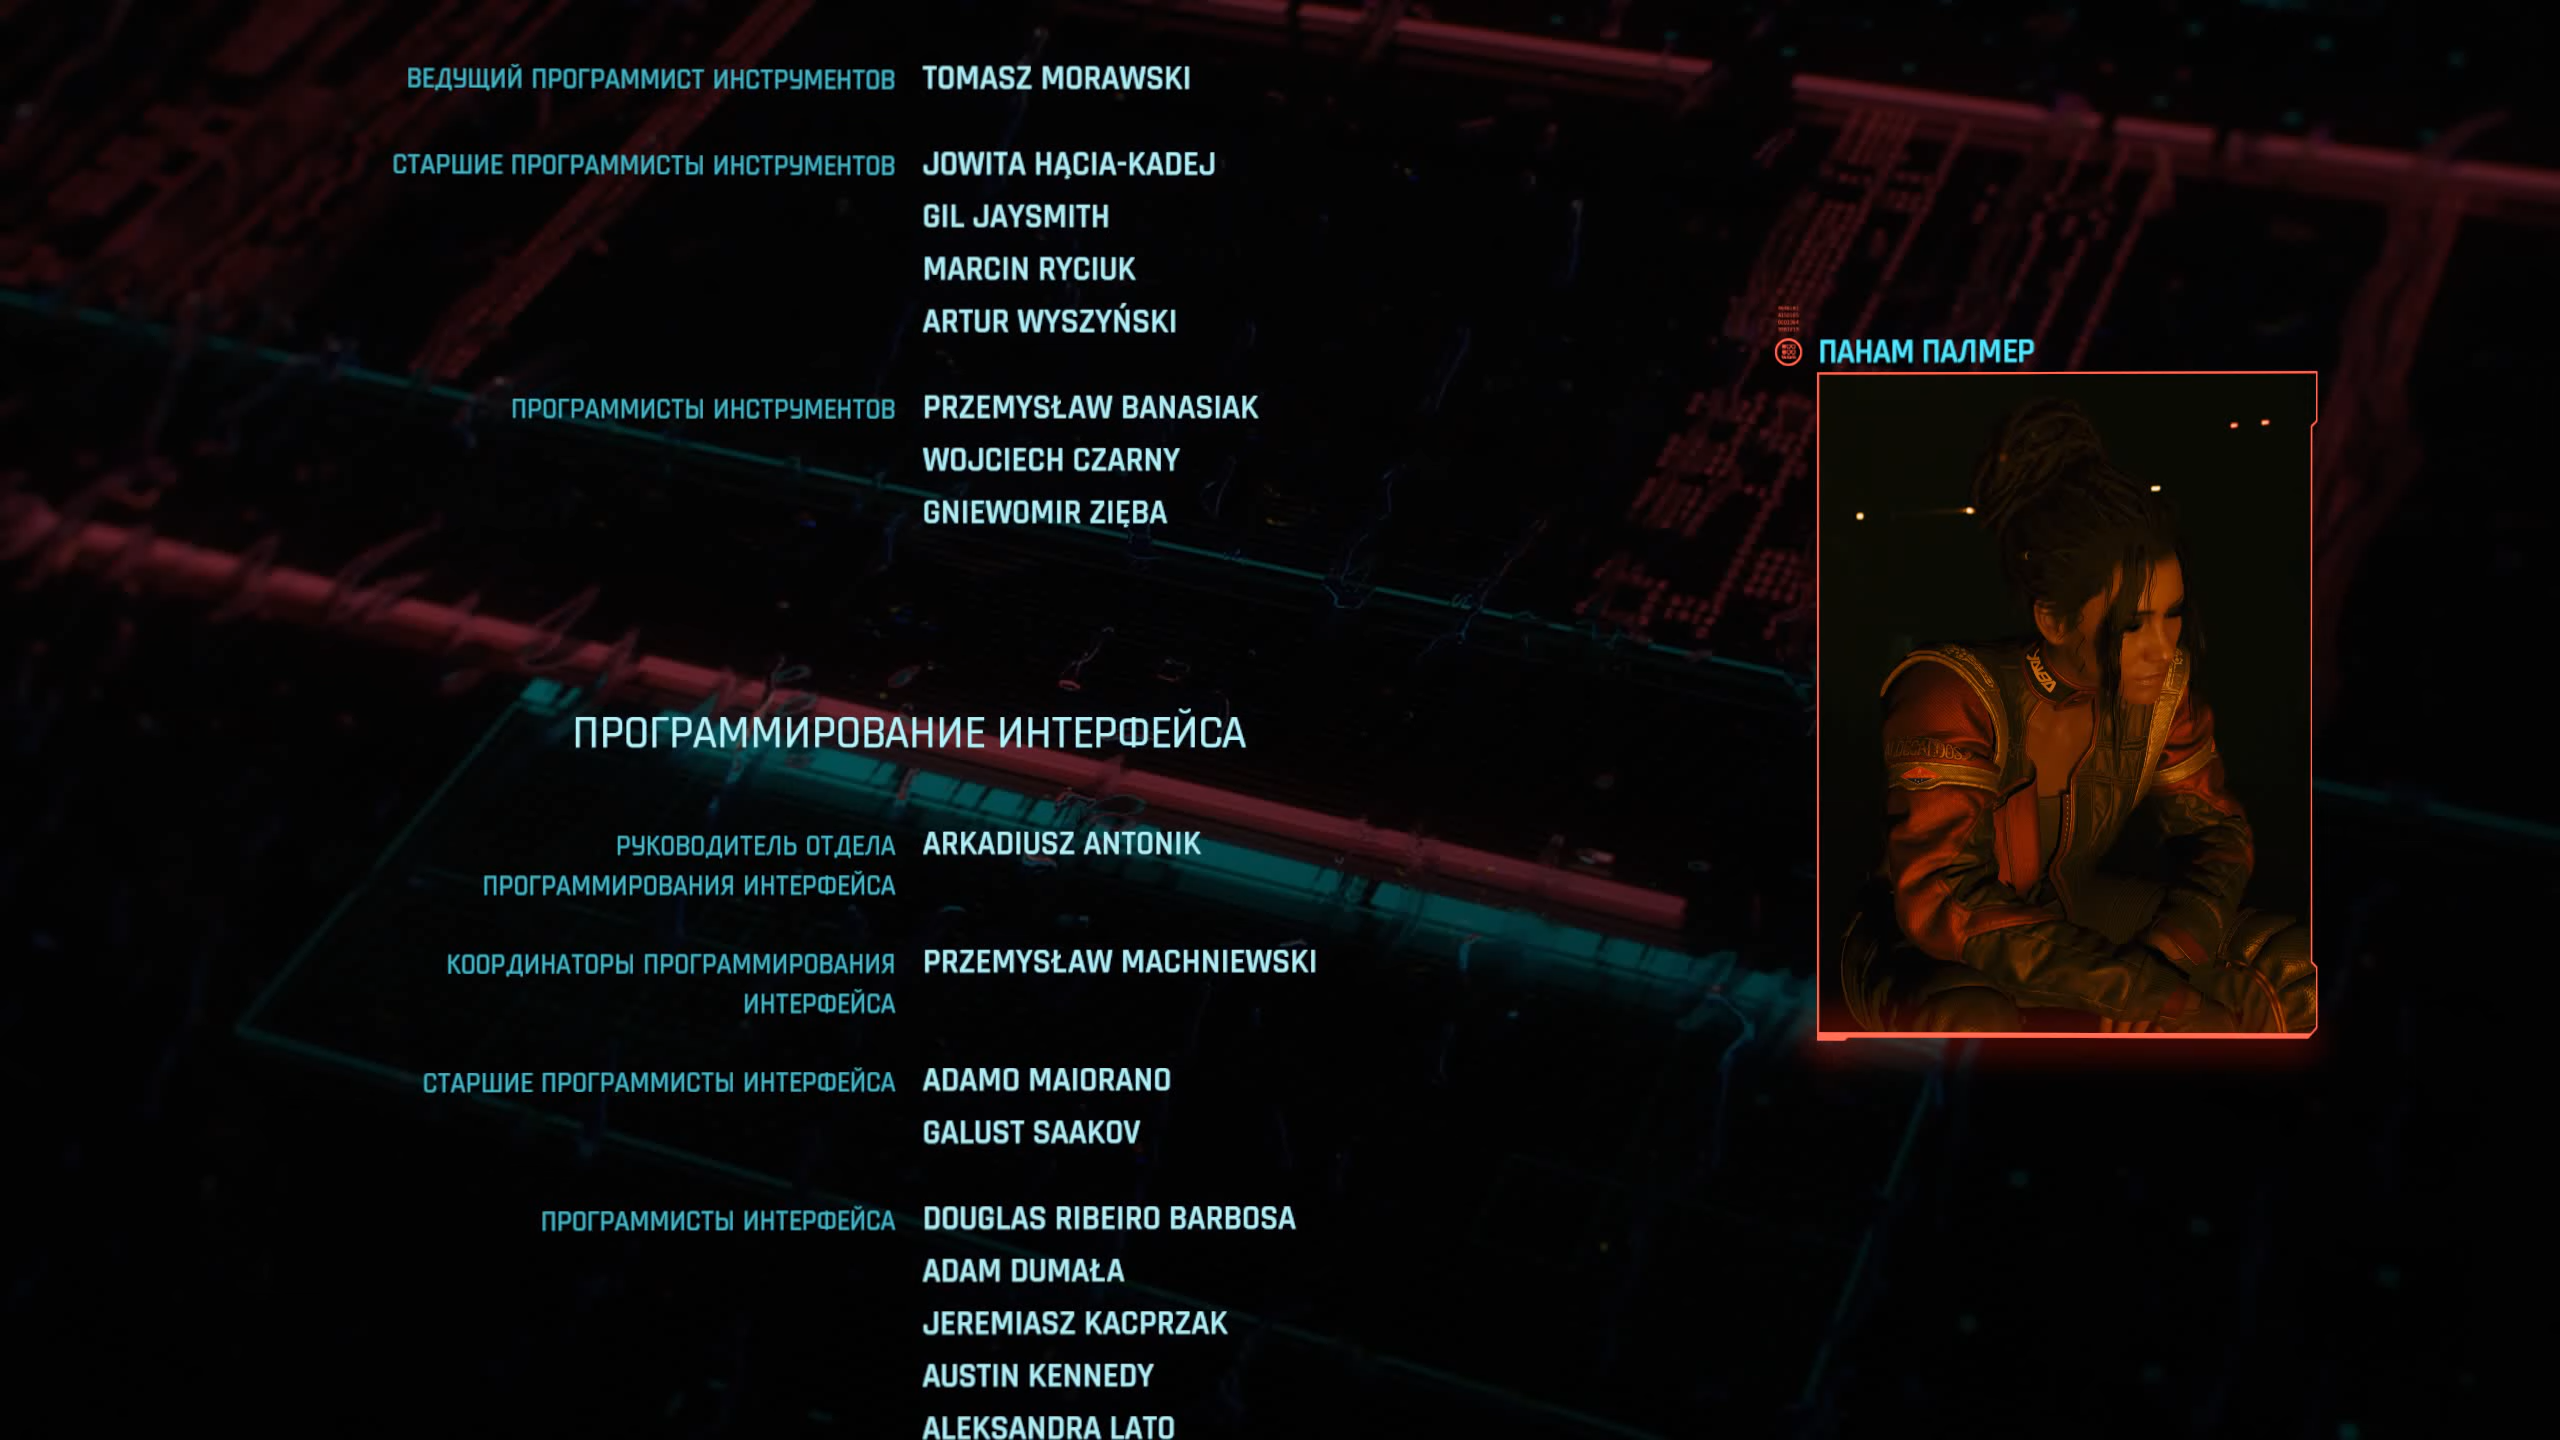 ВЕДУЩИЙ ПРОГРАММИСТ ИНСТРУМЕНТОВ TOMASZ MORAWSKI
СТАРШИЕ ПРОГРАММИСТЫ ИНСТРУМЕНТОВ JOWITA HĄCIA-KADEJ
GIL JAYSMITH
MARCIN RYCIUK
ARTUR WYSZYŃSKI
ПРОГРАММИСТЫ ИНСТРУМЕНТОВ PRZEMYSŁAW BANASIAK
WOJCIECH CZARNY
GNIEWOMIR ZIĘBA
ПРОГРАММИРОВАНИЕ ИНТЕРФЕЙСА
РУКОВОДИТЕЛЬ ОТДЕЛА ARKADIUSZ ANTONIK
ПРОГРАММИРОВАНИЯ ИНТЕРФЕЙСА
КООРДИНАТОРЫ ПРОГРАММИРОВАНИЯ PRZEMYSŁAW MACHNIEWSKI
ИНТЕРФЕЙСА
СТАРШИЕ ПРОГРАММИСТЫ ИНТЕРФЕЙСА ADAMO MAIORANO
GALUST SAAKOV
ПРОГРАММИСТЫ ИНТЕРФЕЙСА DOUGLAS RIBEIRO BARBOSA
ADAM DUMAŁA
JEREMIASZ KACPRZAK
AUSTIN KENNEDY
ALEKSANDRA LATO
ПАНАМ ПАЛМЕР